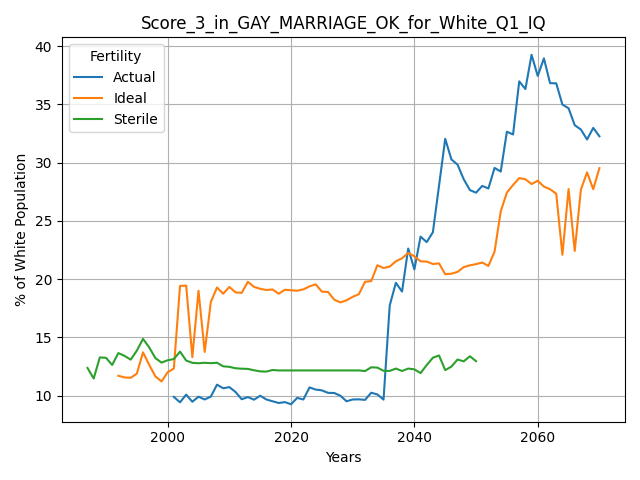 Score_3_in_GAY_MARRIAGE_OK_for_White_Q1_IQ
Fertility
Actual
Ideal
Sterile
% of White Population
40
35
30
25
20
15
10
2000
2020
2040
2060
Years